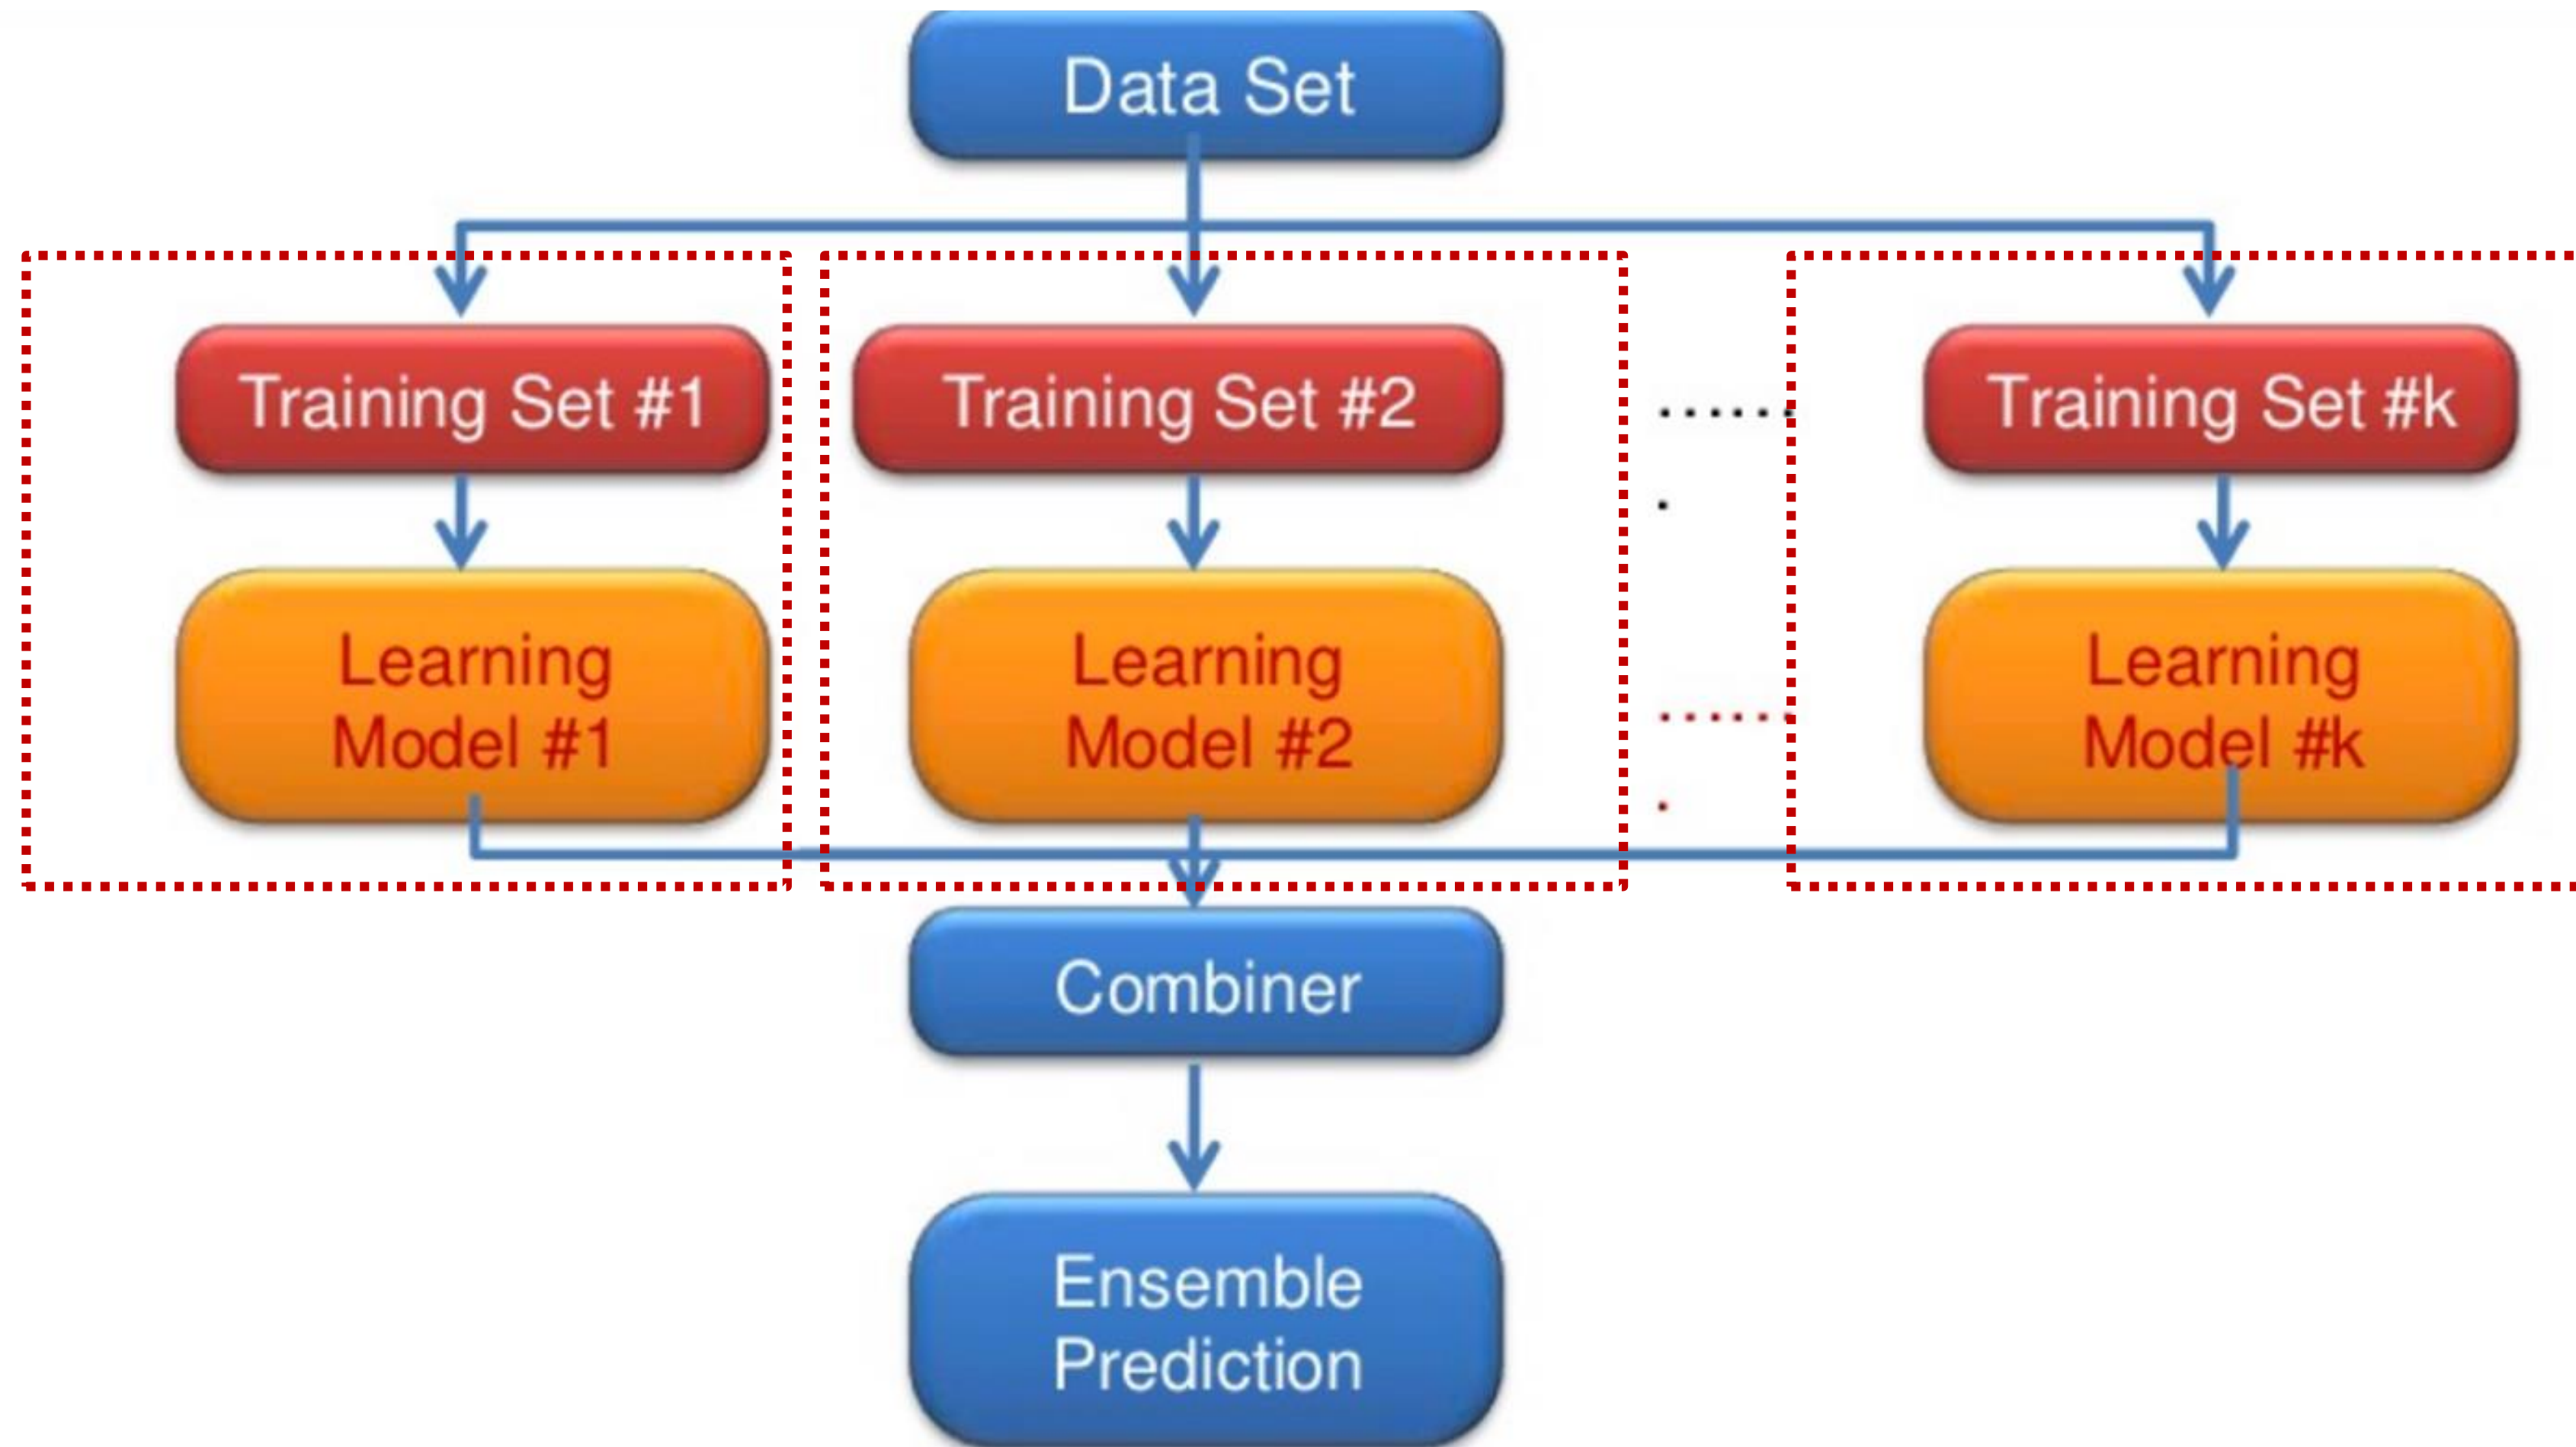 Data Set
Training Set #1
Training Set #2
.......
Training Set #k
Learning
Model #1
Learning
Model #2
.......
Learning
Model #k
Combiner
Ensemble
Prediction